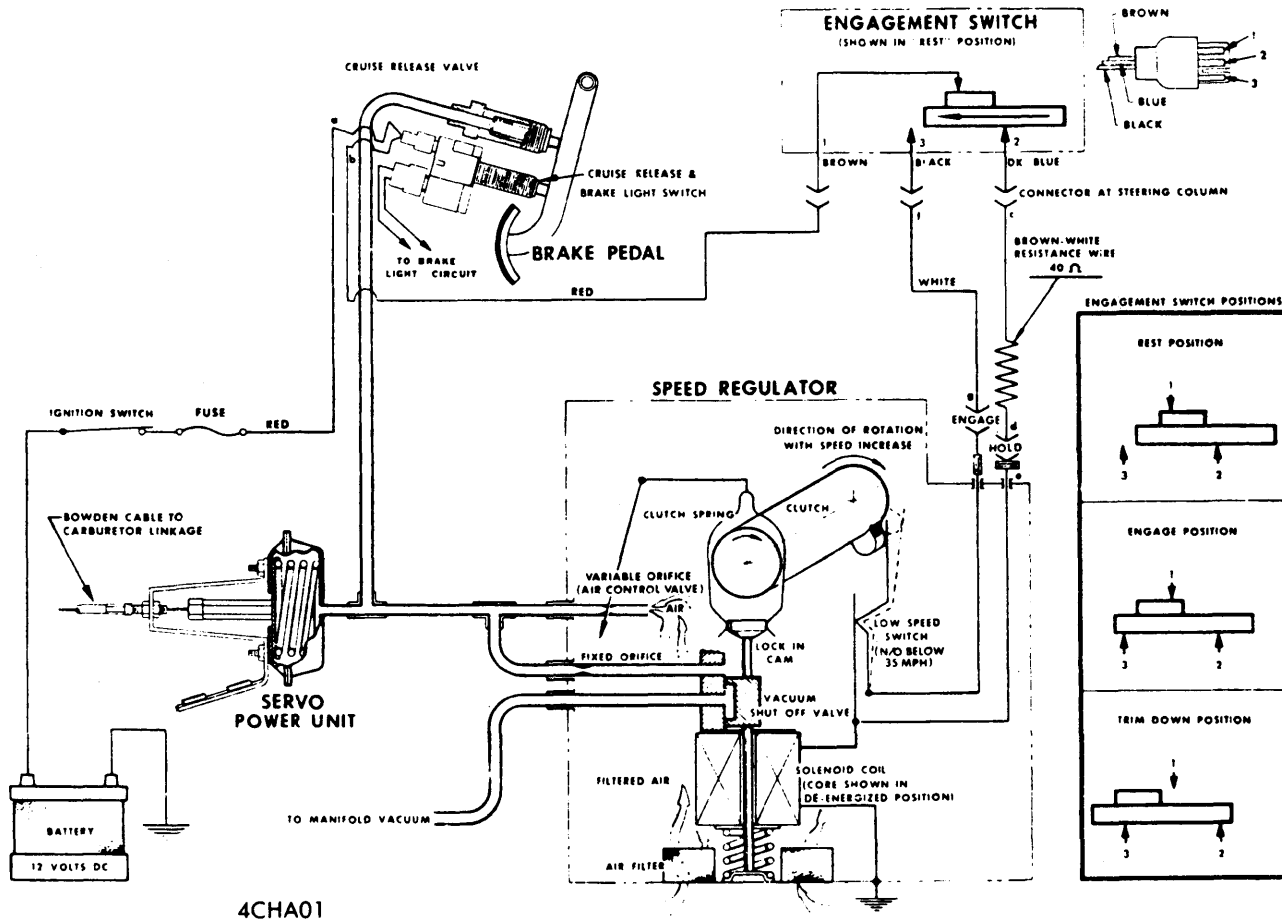 ENGAGEMENT SWITCH
(SHOWN IN "REST" POSITION)
BROWN
1
2
3
BLUE
BLACK
CRUISE RELEASE VALVE
a
b
1
BROWN
3
BLACK
2
DK BLUE
CRUISE RELEASE &
BRAKE LIGHT SWITCH
CONNECTOR AT STEERING COLUMN
f
c
TO BRAKE
LIGHT CIRCUIT
BRAKE PEDAL
BROWN-WHITE
RESISTANCE WIRE
40 Ω
RED
WHITE
ENGAGEMENT SWITCH POSITIONS
REST POSITION
1
3
2
SPEED REGULATOR
IGNITION SWITCH
FUSE
RED
g
ENGAGE
d
HOLD
e
DIRECTION OF ROTATION
WITH SPEED INCREASE
CLUTCH SPRING
CLUTCH
BOWDEN CABLE TO
CARBURETOR LINKAGE
ENGAGE POSITION
1
3
2
VARIABLE ORIFICE
(AIR CONTROL VALVE)
AIR
LOW SPEED
SWITCH
(N/O BELOW
35 MPH)
FIXED ORIFICE
LOCK IN
CAM
SERVO
POWER UNIT
VACUUM
SHUT OFF VALVE
TRIM DOWN POSITION
1
3
2
FILTERED AIR
SOLENOID COIL
(CORE SHOWN IN
DE-ENERGIZED POSITION)
TO MANIFOLD VACUUM
BATTERY
12 VOLTS DC
AIR FILTER
4CHA01